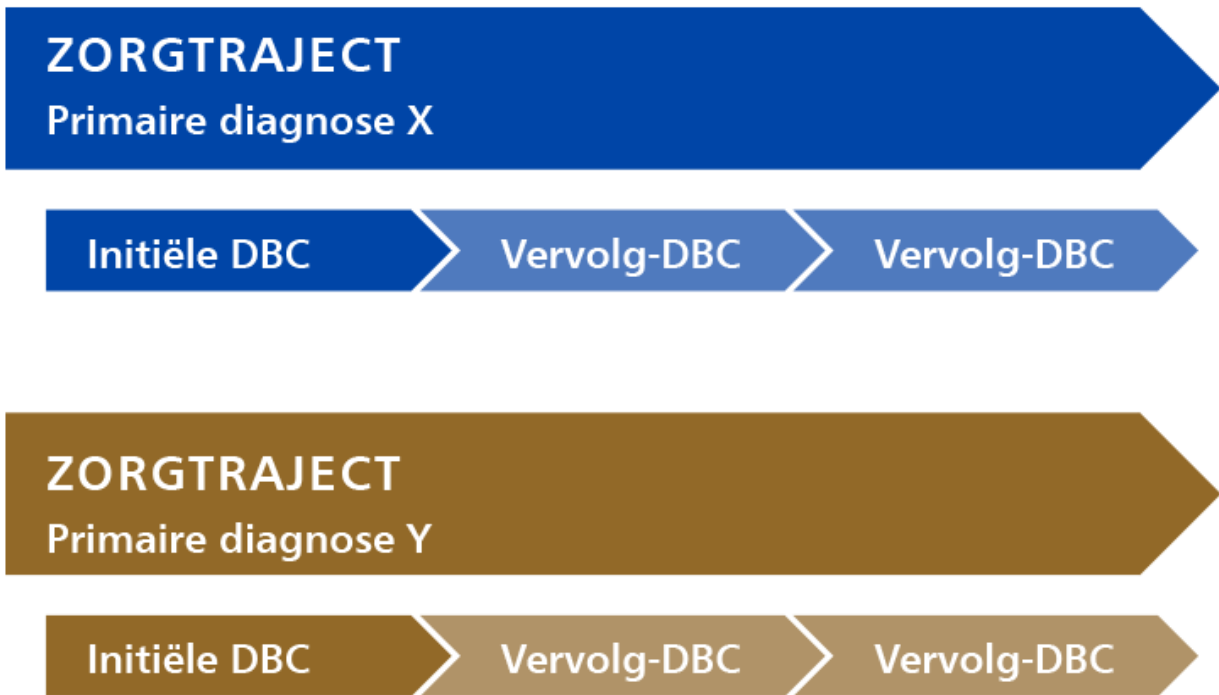 ZORGTRAJECT
Primaire diagnose X
Initiële DBC
Vervolg-DBC
Vervolg-DBC
ZORGTRAJECT
Primaire diagnose Y
Initiële DBC
Vervolg-DBC
Vervolg-DBC